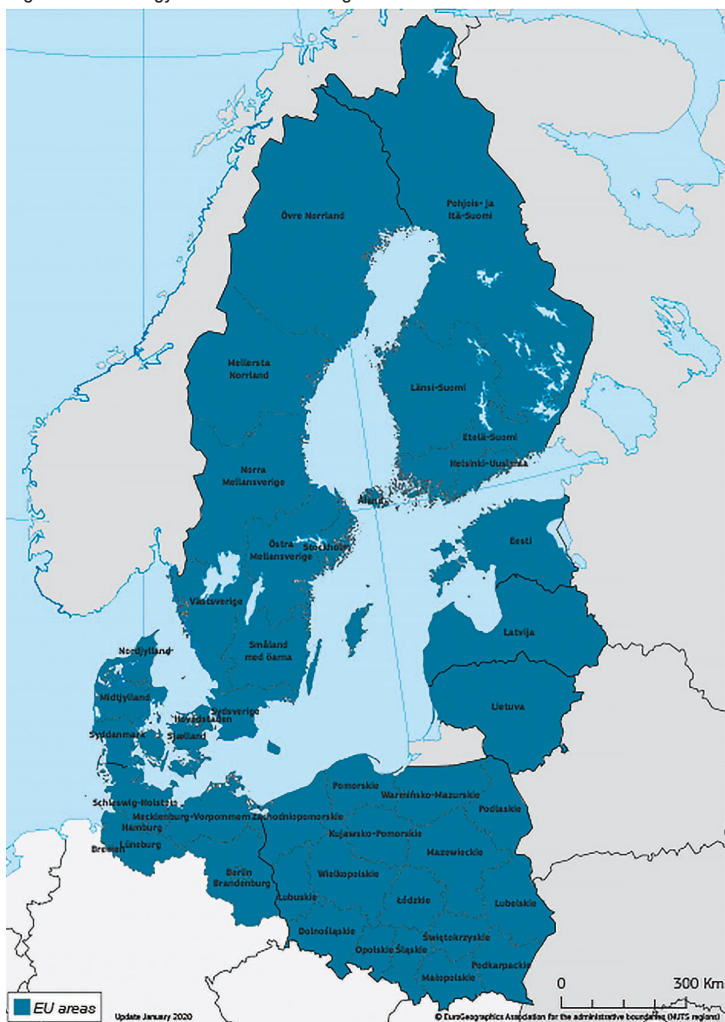 Övre Norrland
Pohjois- ja
Itä-Suomi
Mellersta
Norrland
Länsi-Suomi
Etelä-Suomi
Helsinki-Uusimaa
Norra
Mellansverige
Åland
Östra
Mellansverige
Stockholm
Eesti
Västsverige
Småland
med öarna
Latvija
Nordjylland
Midtjylland
Sydsverige
Hovedstaden
Syddanmark
Sjælland
Lietuva
Schleswig-Holstein
Mecklenburg-Vorpommern
Zachodniopomorskie
Hamburg
Bremen
Lüneburg
Berlin
Brandenburg
Pomorskie
Warmińsko-Mazurskie
Podlaskie
Kujawsko-Pomorskie
Mazowieckie
Wielkopolskie
Lubuskie
Łódzkie
Lubelskie
Dolnośląskie
Świętokrzyskie
Opolskie
Śląskie
Podkarpackie
Małopolskie
0 300 Km
EU areas
Update January 2020
© EuroGeographics Association for the administrative boundaries (NUTS regions)